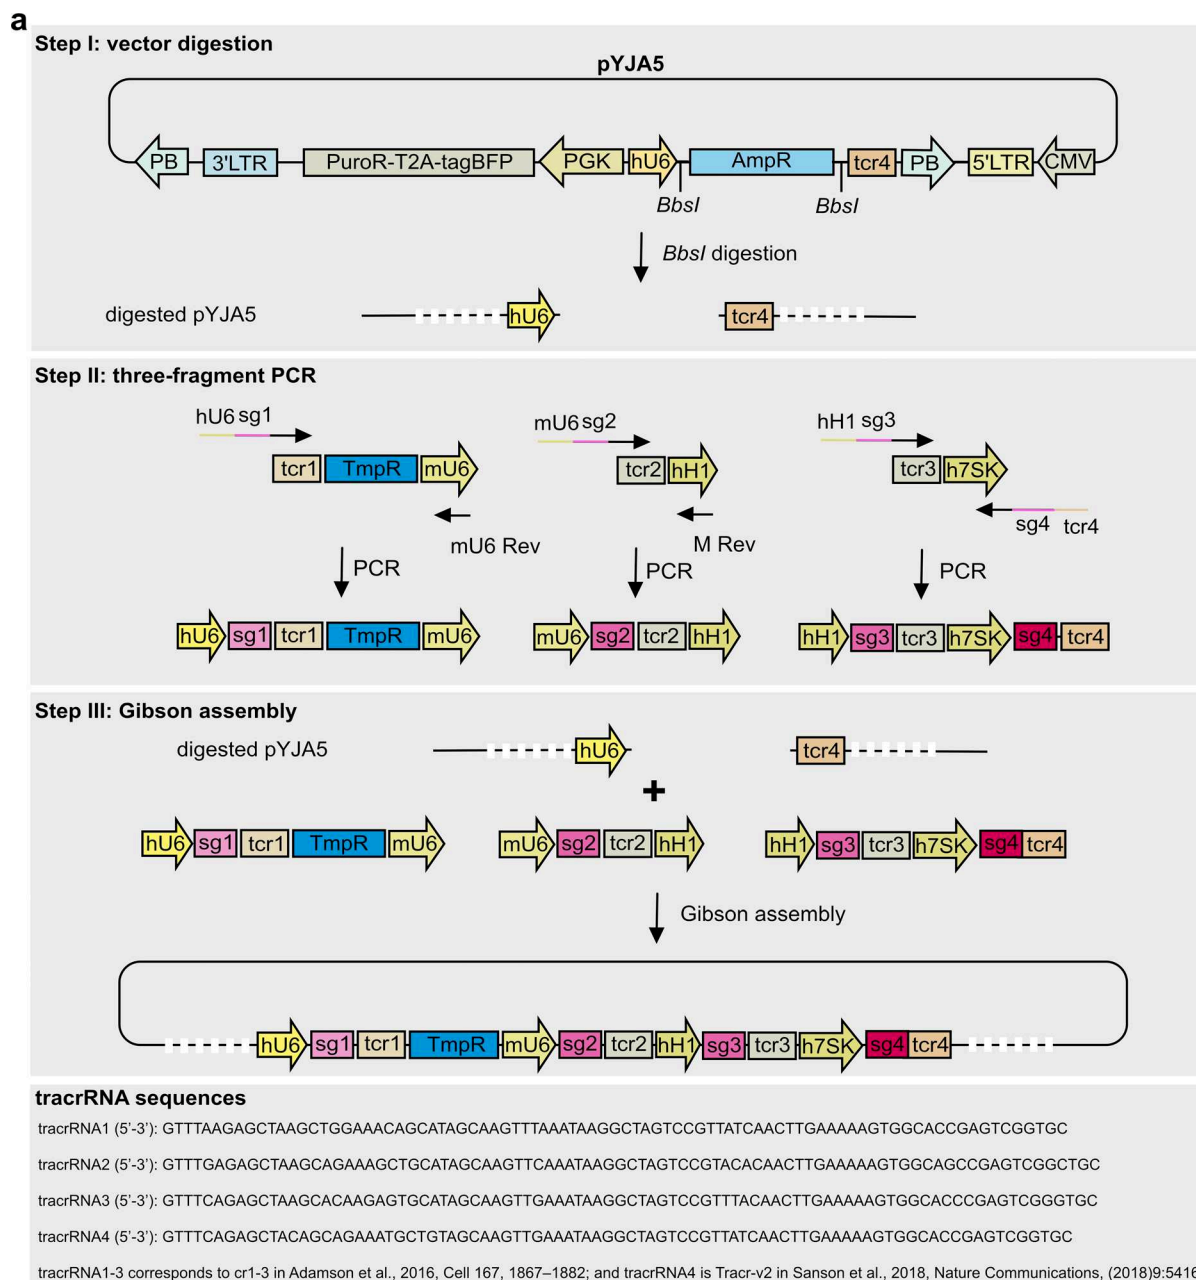 a
Step I: vector digestion
pYJA5
PB 3'LTR PuroR-T2A-tagBFP PGK hU6 AmpR tcr4 PB 5'LTR CMV
BbsI BbsI
BbsI digestion
digested pYJA5 hU6 tcr4
Step II: three-fragment PCR
hU6 sg1 mU6 sg2 hH1 sg3
tcr1 TmpR mU6 tcr2 hH1 tcr3 h7SK
sg4 tcr4
mU6 Rev M Rev
PCR PCR PCR
hU6 sg1 tcr1 TmpR mU6 mU6 sg2 tcr2 hH1 hH1 sg3 tcr3 h7SK sg4 tcr4
Step III: Gibson assembly
digested pYJA5 hU6 tcr4
+
hU6 sg1 tcr1 TmpR mU6 mU6 sg2 tcr2 hH1 hH1 sg3 tcr3 h7SK sg4 tcr4
Gibson assembly
hU6 sg1 tcr1 TmpR mU6 sg2 tcr2 hH1 sg3 tcr3 h7SK sg4 tcr4
tracrRNA sequences
tracrRNA1 (5’-3’): GTTTAAGAGCTAAGCTGGAAACAGCATAGCAAGTTTAAATAAGGCTAGTCCGTTATCAACTTGAAAAAGTGGCACCGAGTCGGTGC
tracrRNA2 (5’-3’): GTTTGAGAGCTAAGCAGAAAGCTGCATAGCAAGTTCAAATAAGGCTAGTCCGTACACAACTTGAAAAAGTGGCAGCCGAGTCGGCTGC
tracrRNA3 (5’-3’): GTTTCAGAGCTAAGCACAAGAGTGCATAGCAAGTTGAAATAAGGCTAGTCCGTTTACAACTTGAAAAAGTGGCACCCGAGTCGGGTGC
tracrRNA4 (5’-3’): GTTTCAGAGCTACAGCAGAAATGCTGTAGCAAGTTGAAATAAGGCTAGTCCGTTATCAACTTGAAAAAGTGGCACCGAGTCGGTGC
tracrRNA1-3 corresponds to cr1-3 in Adamson et al., 2016, Cell 167, 1867–1882; and tracrRNA4 is Tracr-v2 in Sanson et al., 2018, Nature Communications, (2018)9:5416